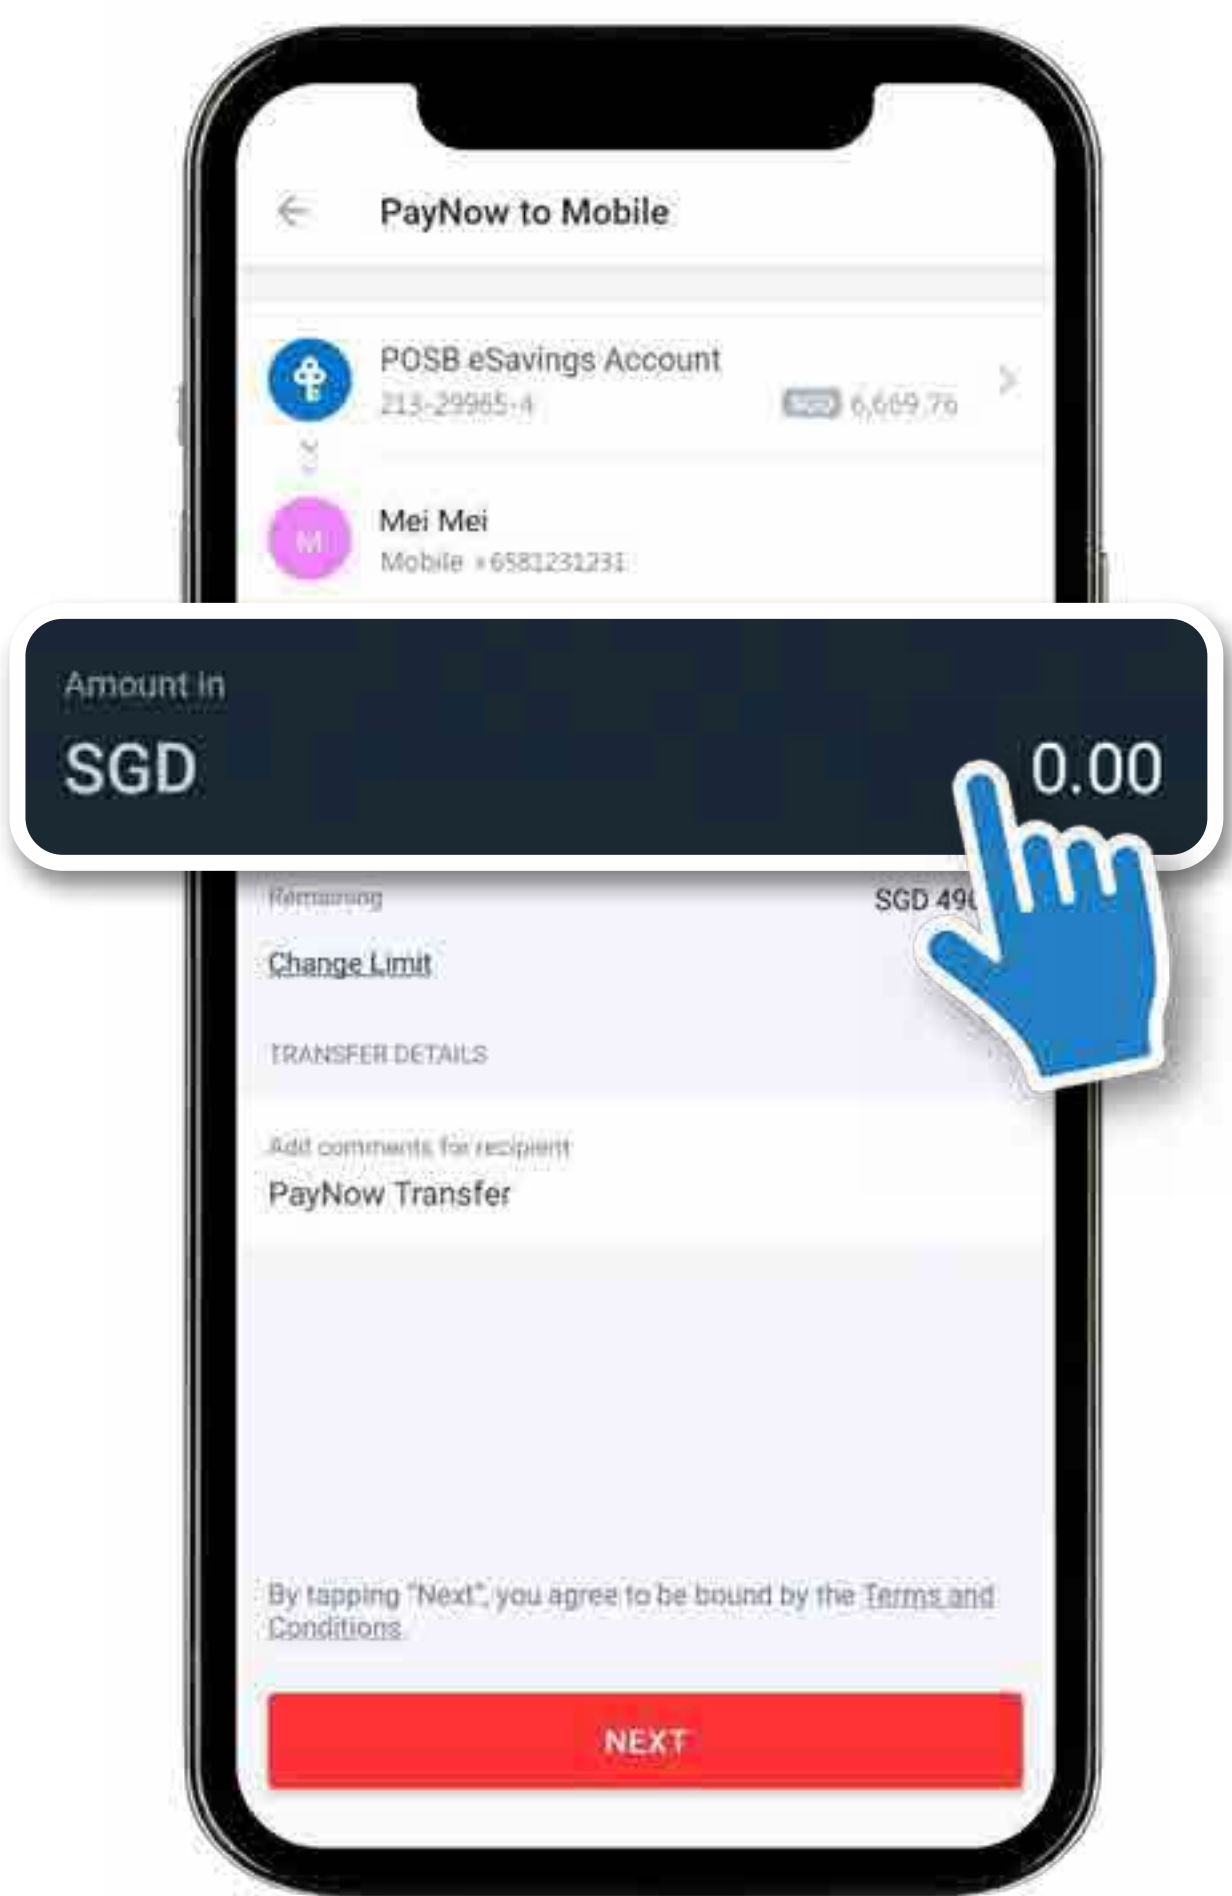 PayNow to Mobile
POSB eSavings Account
213-29965-4
SGD 6,669.76
M
Mei Mei
Mobile +6581231231
Amount in
SGD 0.00
Remaining SGD
Change Limit
TRANSFER DETAILS
Add comments for recipient
PayNow Transfer
By tapping "Next", you agree to be bound by the Terms and
Conditions
NEXT